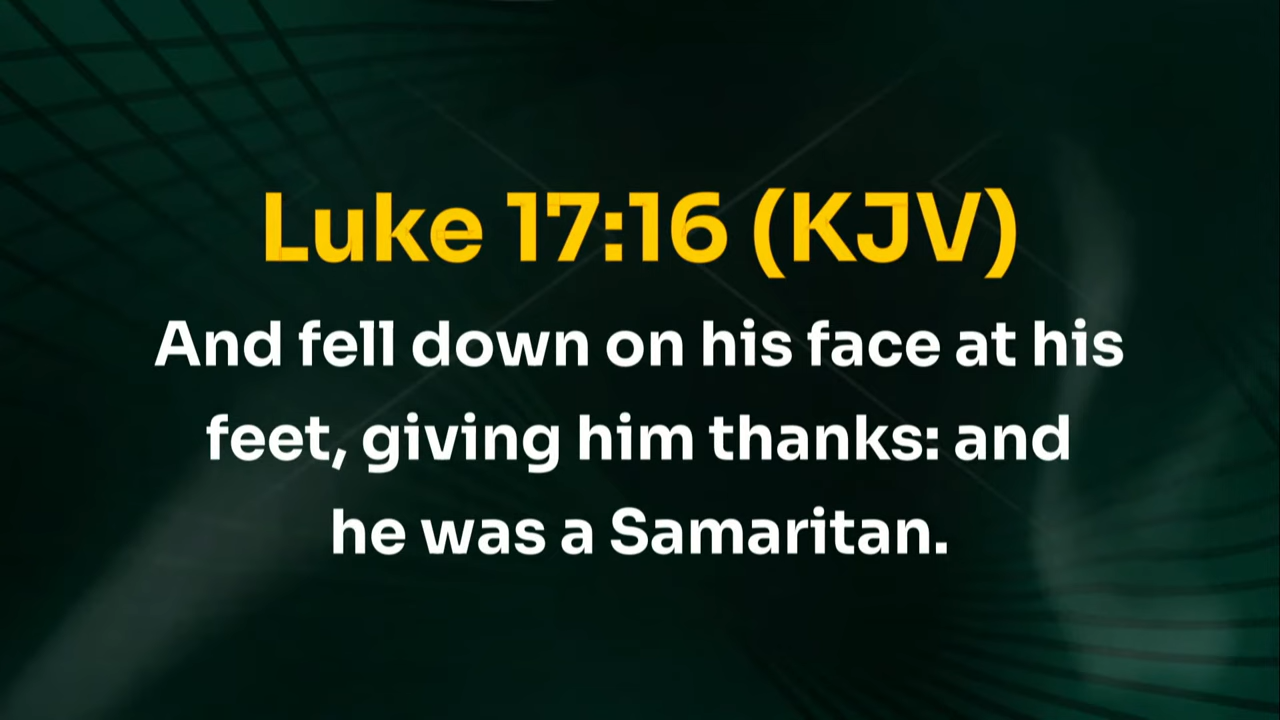 Luke 17:16 (KJV)
And fell down on his face at his
feet, giving him thanks: and
he was a Samaritan.